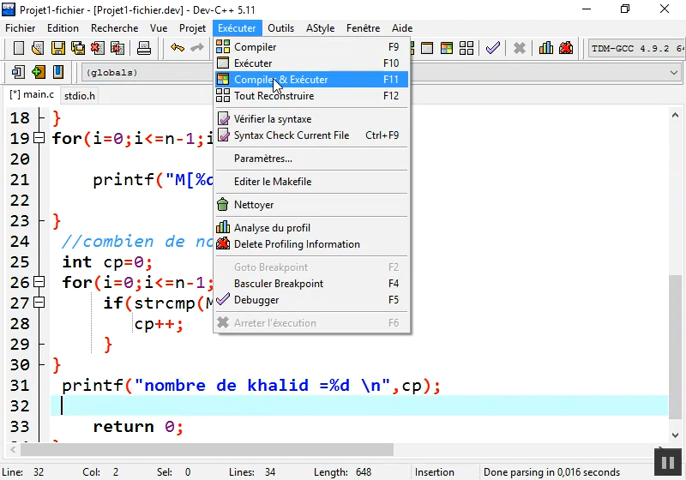 Projet1-fichier - [Projet1-fichier.dev] - Dev-C++ 5.11
Fichier Edition Recherche Vue Projet Exécuter Outils AStyle Fenêtre Aide
TDM-GCC 4.9.2 64
(globals)
[*] main.c stdio.h
Compiler F9
Exécuter F10
Compiler & Exécuter F11
Tout Reconstruire F12
Vérifier la syntaxe
Syntax Check Current File Ctrl+F9
Paramètres...
Editer le Makefile
Nettoyer
Analyse du profil
Delete Profiling Information
Goto Breakpoint F2
Basculer Breakpoint F4
Debugger F5
Arreter l'éxecution F6
18 }
19 for(i=0;i<=n-1;i
20
21 printf("M[%d
22
23 }
24 //combien de no
25 int cp=0;
26 for(i=0;i<=n-1;
27 if(strcmp(M
28 cp++;
29 }
30 }
31 printf("nombre de khalid =%d \n",cp);
32
33 return 0;
Line: 32 Col: 2 Sel: 0 Lines: 34 Length: 648 Insertion Done parsing in 0,016 seconds